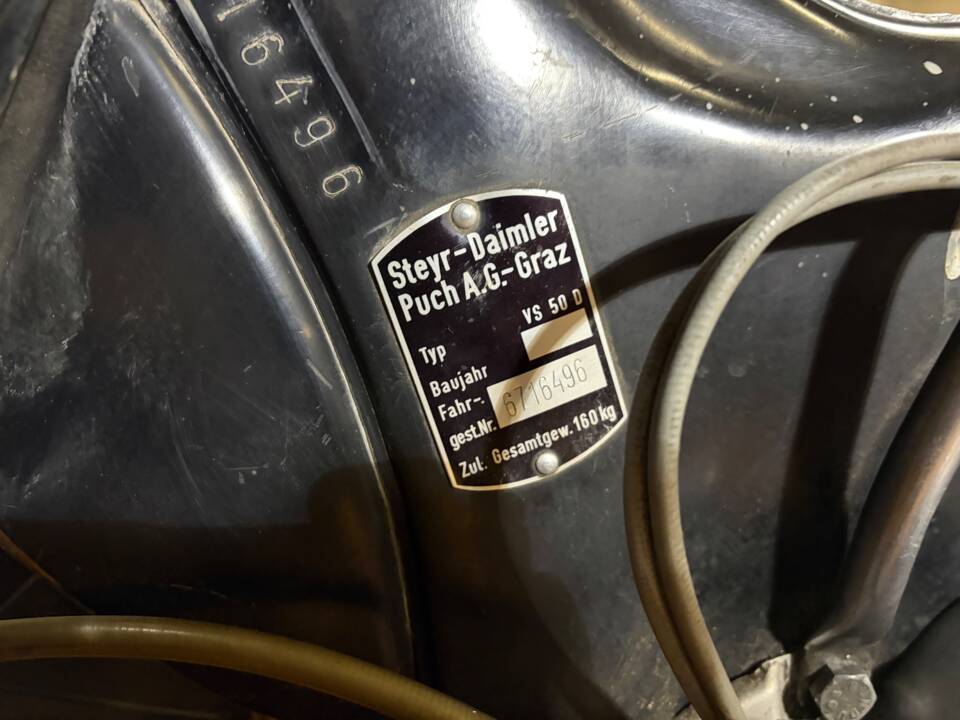 16496
Steyr-Daimler
Puch A.G.-Graz
Typ VS 50 D
Baujahr
Fahr-.
gest.Nr. 6716496
Zul. Gesamtgew. 160 kg